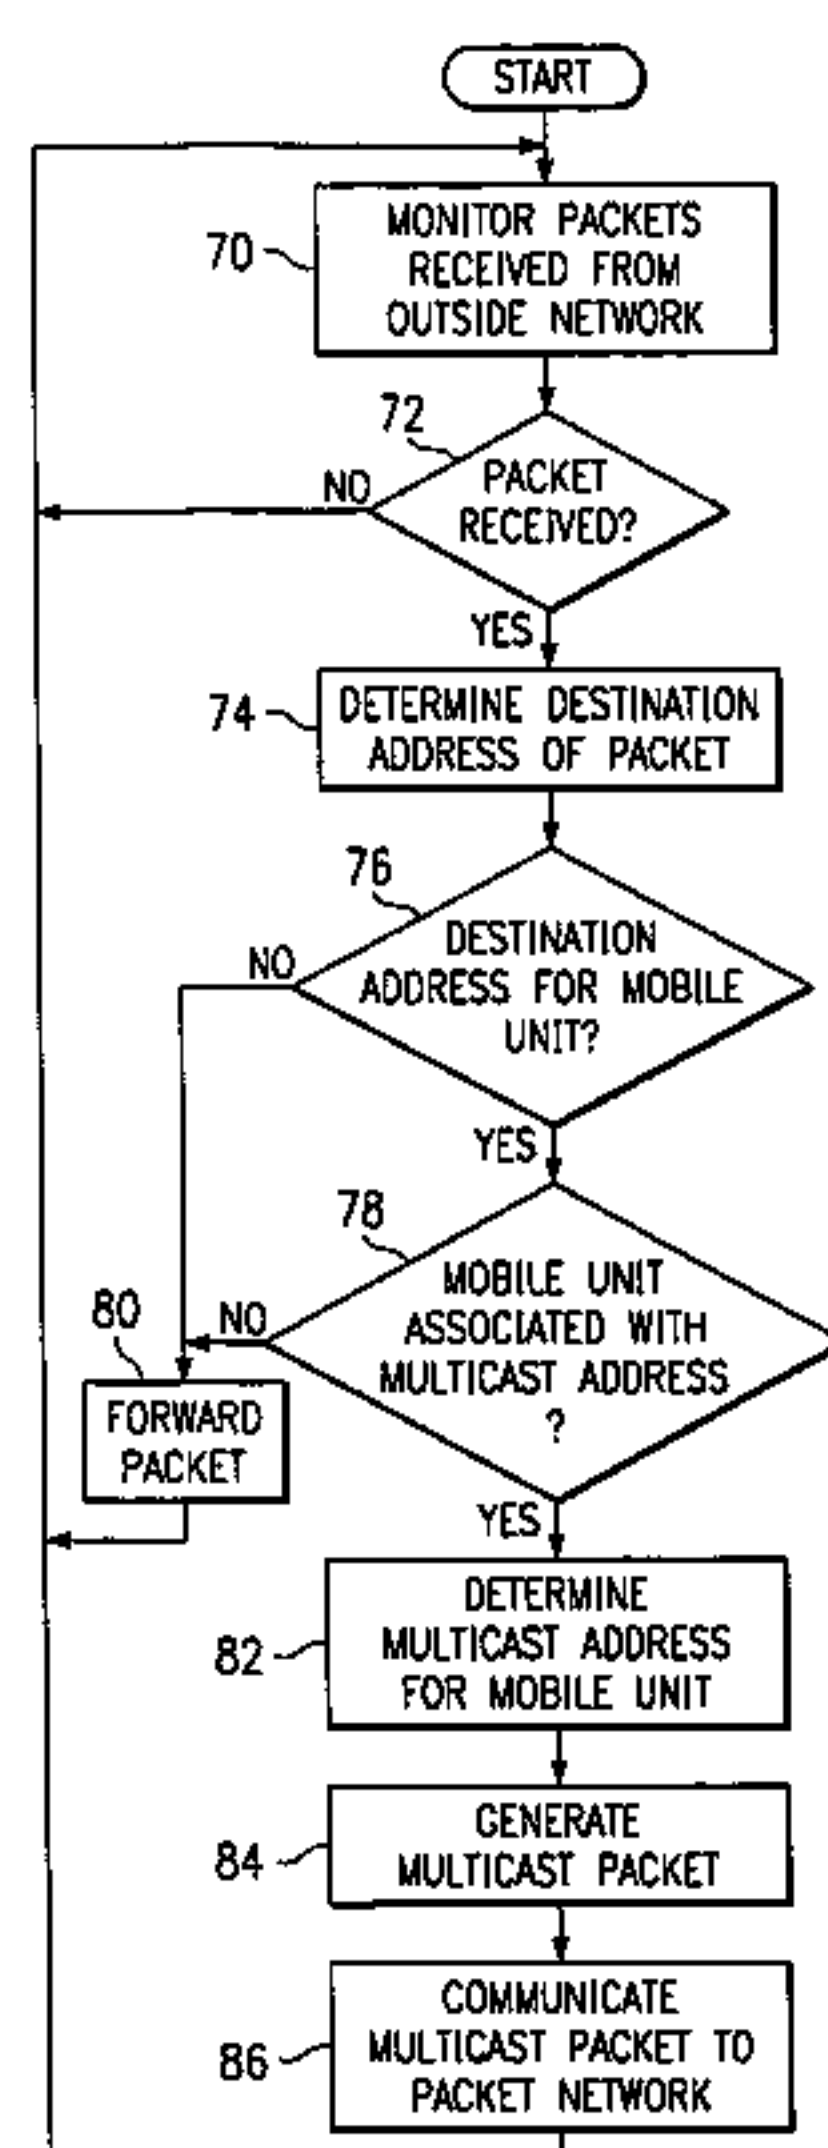 START
70
MONITOR PACKETS
RECEIVED FROM
OUTSIDE NETWORK
72
PACKET
RECEIVED?
NO
YES
74
DETERMINE DESTINATION
ADDRESS OF PACKET
76
DESTINATION
ADDRESS FOR MOBILE
UNIT?
NO
YES
78
MOBILE UNIT
ASSOCIATED WITH
MULTICAST ADDRESS
?
NO
80
FORWARD
PACKET
YES
82
DETERMINE
MULTICAST ADDRESS
FOR MOBILE UNIT
84
GENERATE
MULTICAST PACKET
86
COMMUNICATE
MULTICAST PACKET TO
PACKET NETWORK